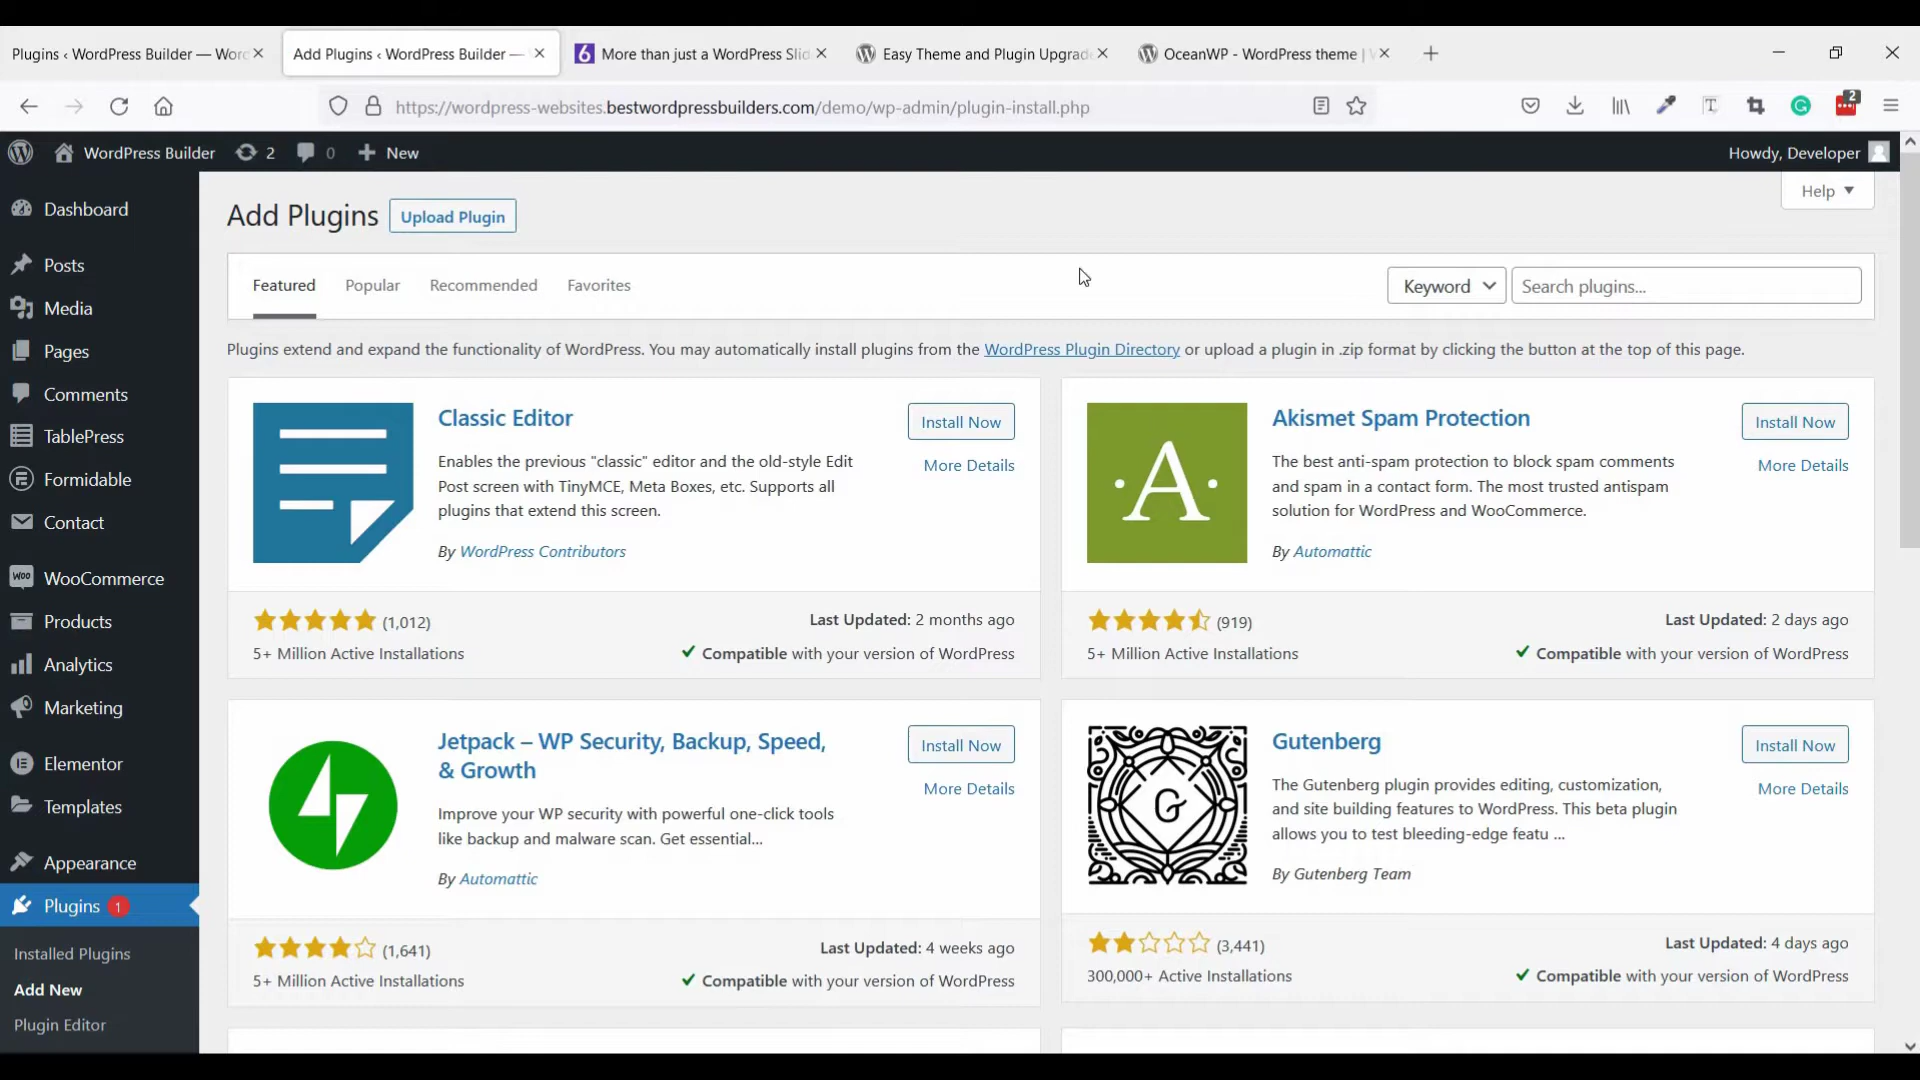 Plugins ‹ WordPress Builder — Wor
Add Plugins ‹ WordPress Builder —
More than just a WordPress Slid
Easy Theme and Plugin Upgrade
OceanWP - WordPress theme | W
https://wordpress-websites.bestwordpressbuilders.com/demo/wp-admin/plugin-install.php
2
WordPress Builder
2
0
New
Howdy, Developer
Dashboard
Posts
Media
Pages
Comments
TablePress
Formidable
Contact
WooCommerce
Products
Analytics
Marketing
Elementor
Templates
Appearance
Plugins 1
Installed Plugins
Add New
Plugin Editor
Help
Add Plugins
Upload Plugin
Featured
Popular
Recommended
Favorites
Keyword
Search plugins...
Plugins extend and expand the functionality of WordPress. You may automatically install plugins from the WordPress Plugin Directory or upload a plugin in .zip format by clicking the button at the top of this page.
Classic Editor
Install Now
More Details
Enables the previous "classic" editor and the old-style Edit
Post screen with TinyMCE, Meta Boxes, etc. Supports all
plugins that extend this screen.
By WordPress Contributors
(1,012)
Last Updated: 2 months ago
5+ Million Active Installations
Compatible with your version of WordPress
A
Akismet Spam Protection
Install Now
More Details
The best anti-spam protection to block spam comments
and spam in a contact form. The most trusted antispam
solution for WordPress and WooCommerce.
By Automattic
(919)
Last Updated: 2 days ago
5+ Million Active Installations
Compatible with your version of WordPress
Jetpack – WP Security, Backup, Speed,
& Growth
Install Now
More Details
Improve your WP security with powerful one-click tools
like backup and malware scan. Get essential...
By Automattic
(1,641)
Last Updated: 4 weeks ago
5+ Million Active Installations
Compatible with your version of WordPress
G
Gutenberg
Install Now
More Details
The Gutenberg plugin provides editing, customization,
and site building features to WordPress. This beta plugin
allows you to test bleeding-edge featu ...
By Gutenberg Team
(3,441)
Last Updated: 4 days ago
300,000+ Active Installations
Compatible with your version of WordPress